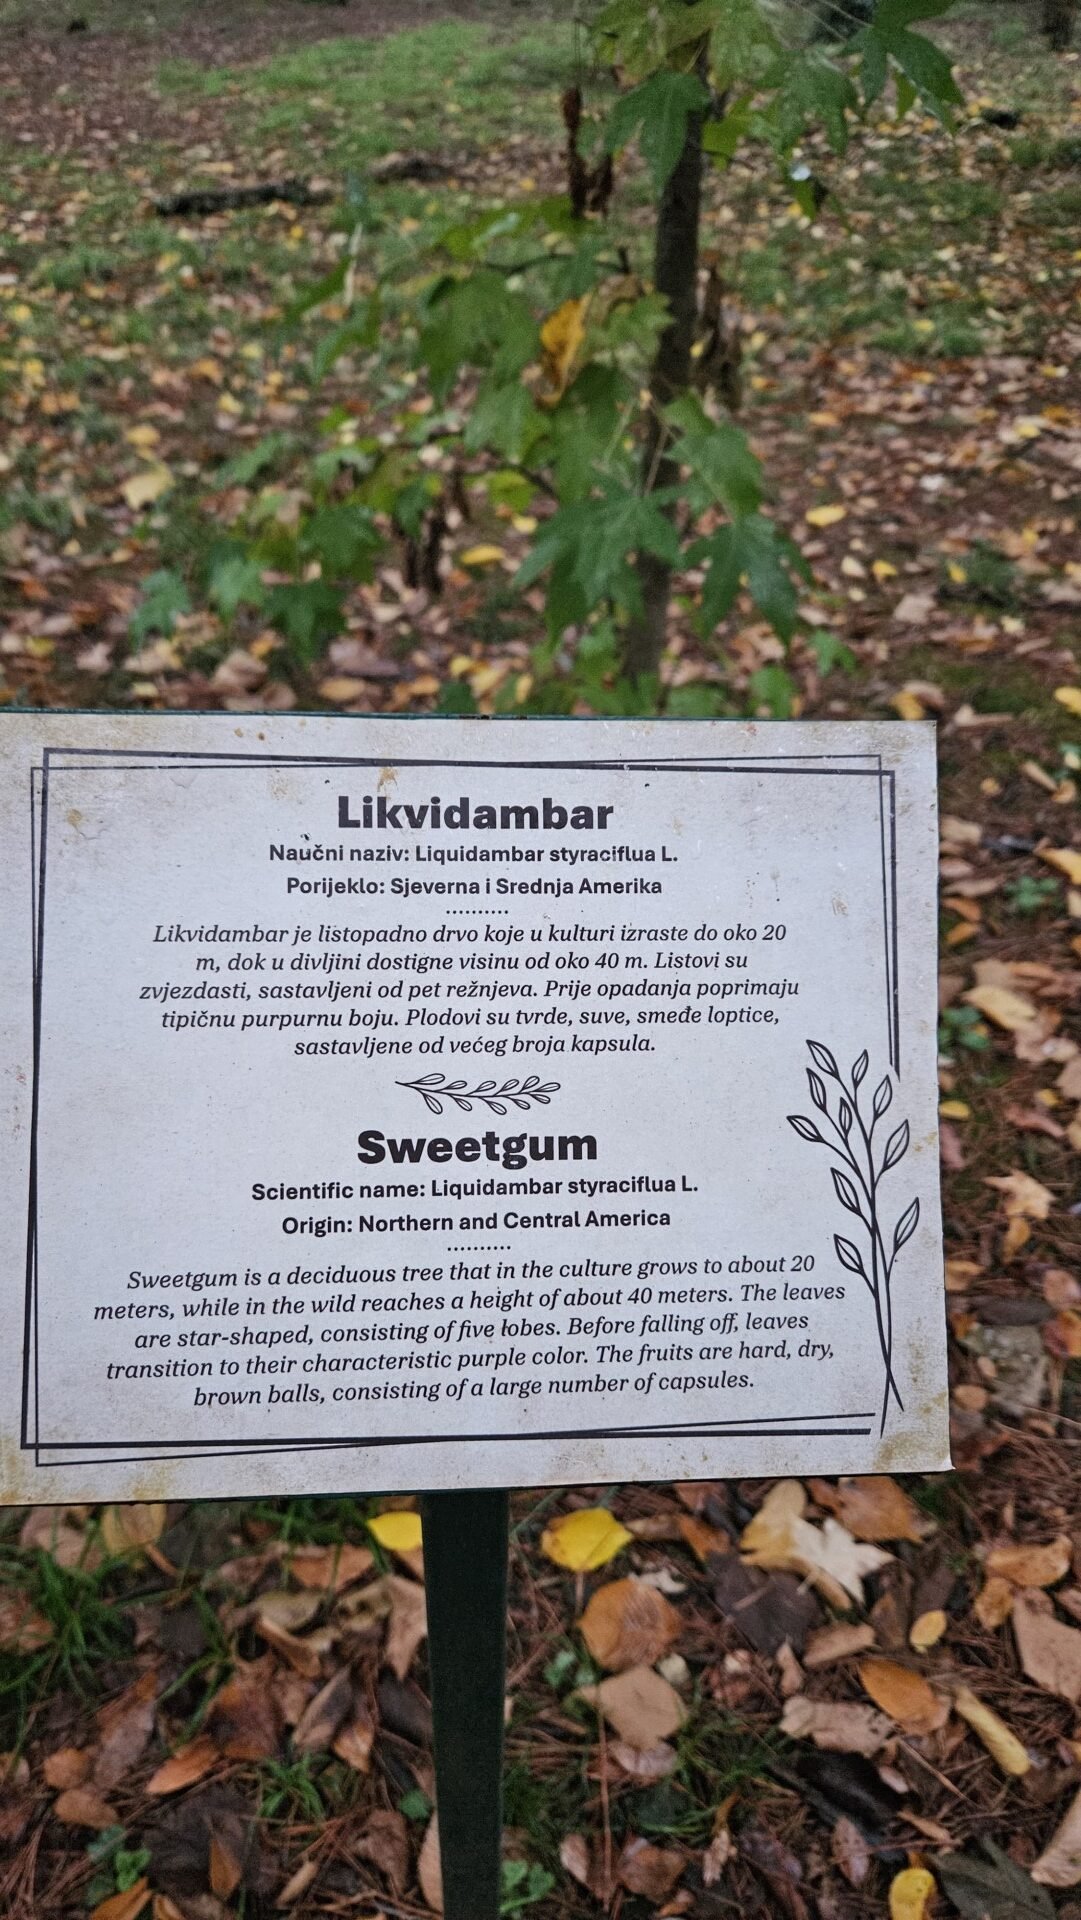 Likvidambar
Naučni naziv: Liquidambar styraciflua L.
Porijeklo: Sjeverna i Srednja Amerika
..........
Likvidambar je listopadno drvo koje u kulturi izraste do oko 20
m, dok u divljini dostigne visinu od oko 40 m. Listovi su
zvjezdasti, sastavljeni od pet režnjeva. Prije opadanja poprimaju
tipičnu purpurnu boju. Plodovi su tvrde, suve, smeđe loptice,
sastavljene od većeg broja kapsula.
Sweetgum
Scientific name: Liquidambar styraciflua L.
Origin: Northern and Central America
..........
Sweetgum is a deciduous tree that in the culture grows to about 20
meters, while in the wild reaches a height of about 40 meters. The leaves
are star-shaped, consisting of five lobes. Before falling off, leaves
transition to their characteristic purple color. The fruits are hard, dry,
brown balls, consisting of a large number of capsules.